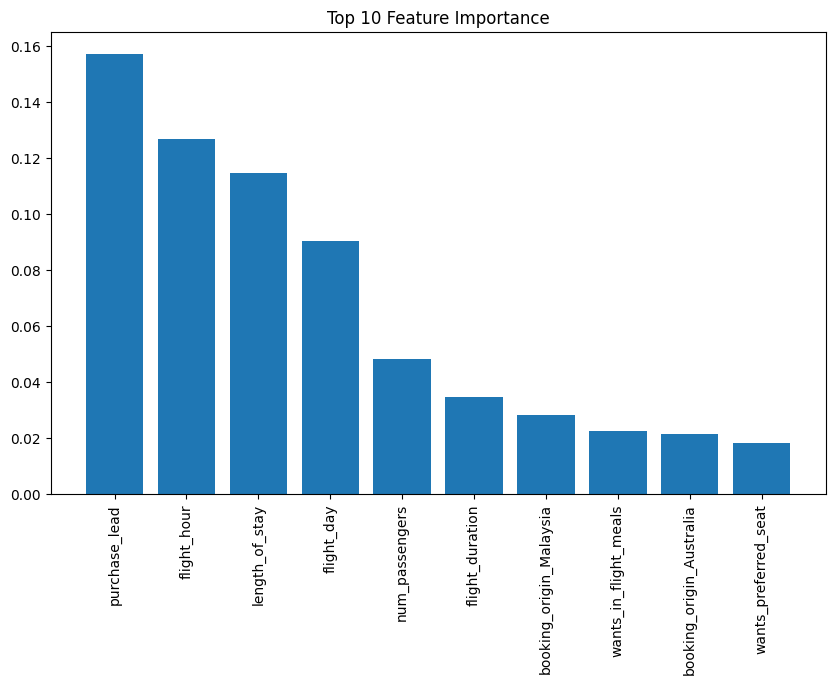 Top 10 Feature Importance
0.16
0.14
0.12
0.10
0.08
0.06
0.04
0.02
0.00
purchase_lead
flight_hour
length_of_stay
flight_day
num_passengers
flight_duration
booking_origin_Malaysia
wants_in_flight_meals
booking_origin_Australia
wants_preferred_seat